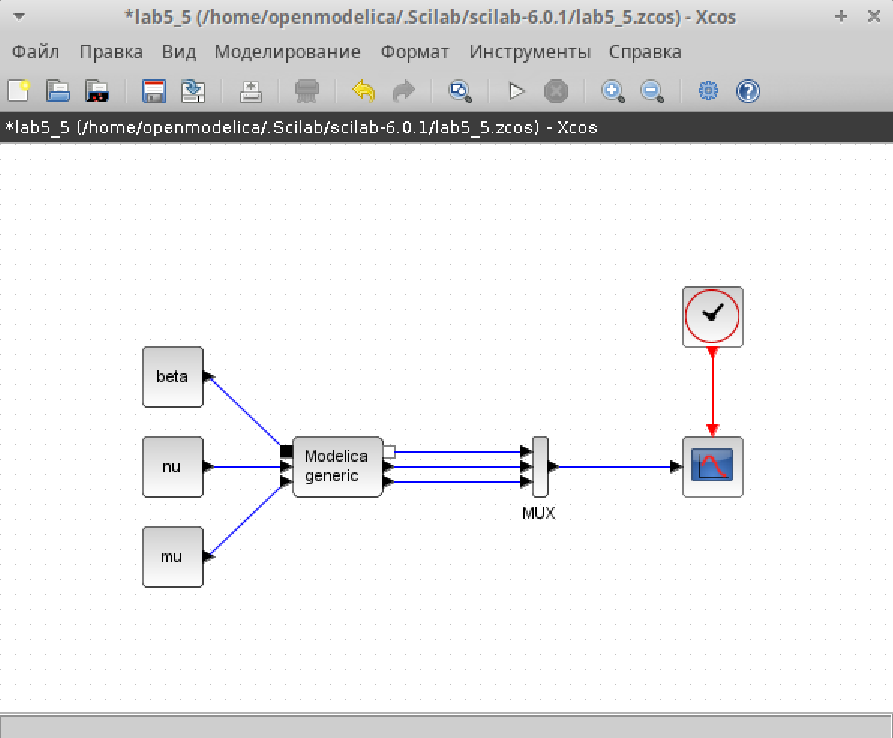 *lab5_5 (/home/openmodelica/.Scilab/scilab-6.0.1/lab5_5.zcos) - Xcos
Файл Правка Вид Моделирование Формат Инструменты Справка
*lab5_5 (/home/openmodelica/.Scilab/scilab-6.0.1/lab5_5.zcos) - Xcos
beta
nu
mu
Modelica
generic
MUX